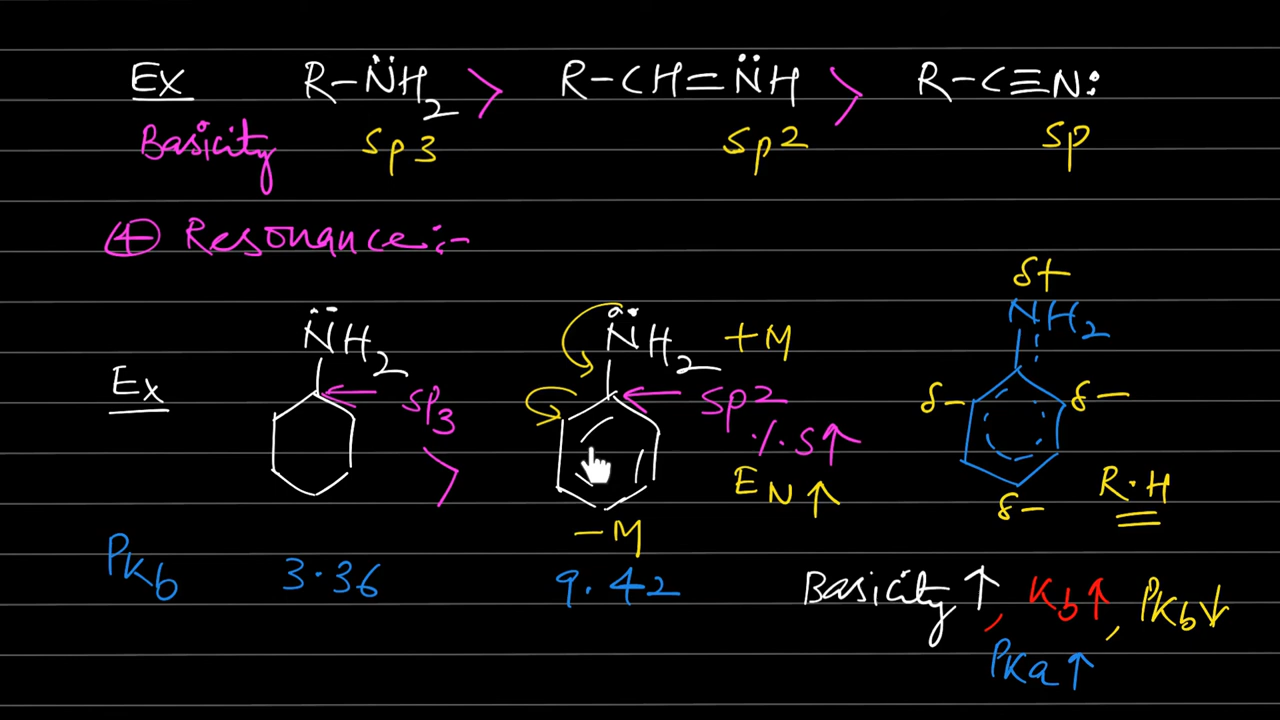 Ex R-N̈H₂ > R-CH=N̈H > R-C≡N:
Basicity sp3 sp2 sp
④ Resonance:-
δ+
N̈H₂ N̈H₂ +M NH₂
Ex sp3 sp2 δ- δ-
> %S↑
EN↑ R.H
-M δ-
Pkb 3.36 9.42 Basicity↑, Kb↑, PKb↓
PKa↑